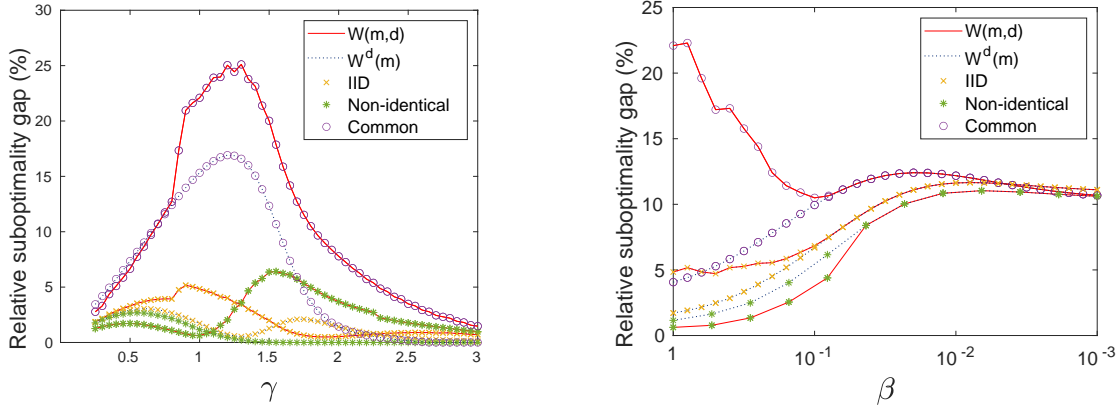 Relative suboptimality gap (%)
30
25
20
15
10
5
0
0.5
1
1.5
2
2.5
3
γ
W(m,d)
W^d(m)
IID
Non-identical
Common
Relative suboptimality gap (%)
25
20
15
10
5
0
1
10^-1
10^-2
10^-3
β
W(m,d)
W^d(m)
IID
Non-identical
Common